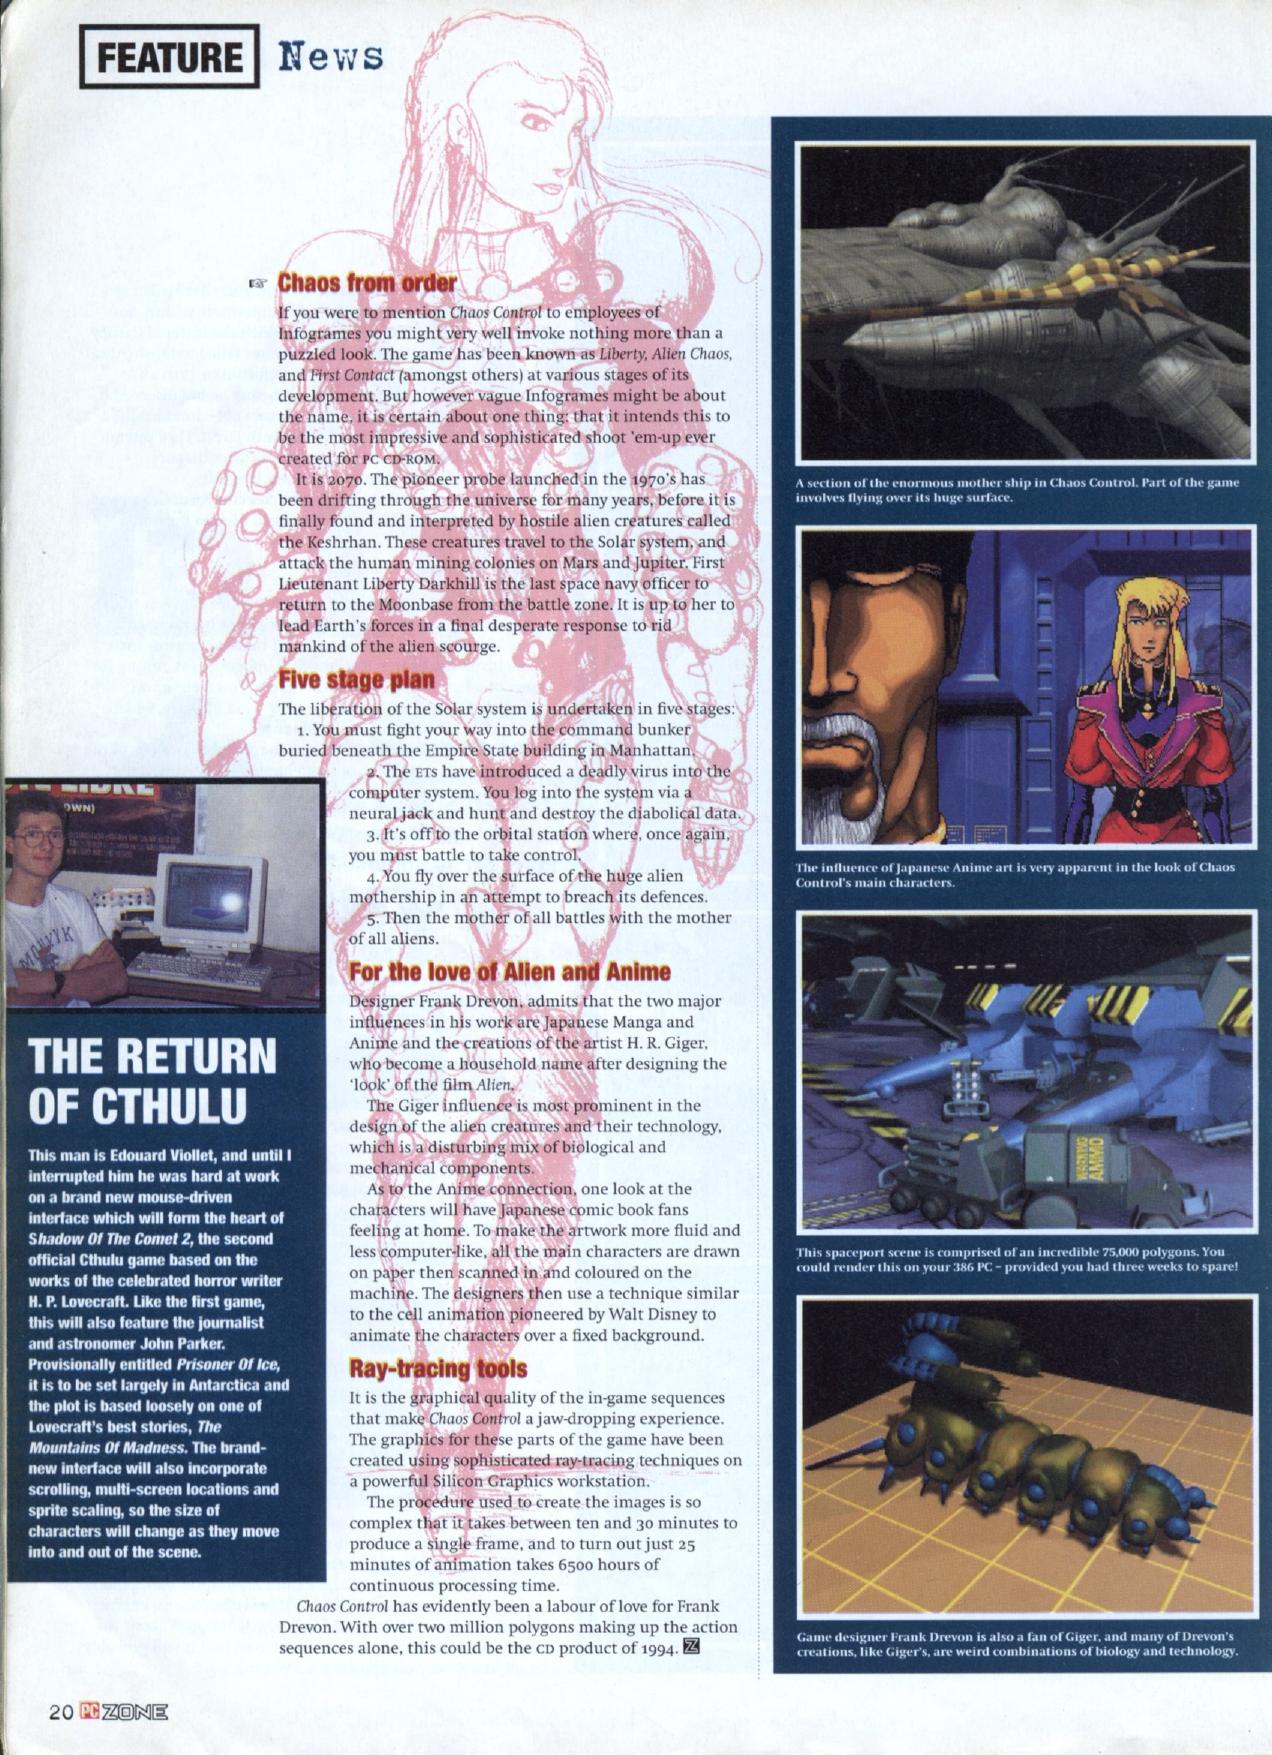 FEATURE News
☞ Chaos from order
If you were to mention Chaos Control to employees of
Infogrames you might very well invoke nothing more than a
puzzled look. The game has been known as Liberty, Alien Chaos,
and First Contact (amongst others) at various stages of its
development. But however vague Infogrames might be about
the name, it is certain about one thing: that it intends this to
be the most impressive and sophisticated shoot 'em-up ever
created for PC CD-ROM.
It is 2070. The pioneer probe launched in the 1970's has
been drifting through the universe for many years, before it is
finally found and interpreted by hostile alien creatures called
the Keshrhan. These creatures travel to the Solar system, and
attack the human mining colonies on Mars and Jupiter. First
Lieutenant Liberty Darkhill is the last space navy officer to
return to the Moonbase from the battle zone. It is up to her to
lead Earth's forces in a final desperate response to rid
mankind of the alien scourge.
Five stage plan
The liberation of the Solar system is undertaken in five stages:
1. You must fight your way into the command bunker
buried beneath the Empire State building in Manhattan.
2. The ETs have introduced a deadly virus into the
computer system. You log into the system via a
neural jack and hunt and destroy the diabolical data.
3. It's off to the orbital station where, once again,
you must battle to take control.
4. You fly over the surface of the huge alien
mothership in an attempt to breach its defences.
5. Then the mother of all battles with the mother
of all aliens.
For the love of Alien and Anime
Designer Frank Drevon, admits that the two major
influences in his work are Japanese Manga and
Anime and the creations of the artist H. R. Giger,
who become a household name after designing the
'look' of the film Alien.
The Giger influence is most prominent in the
design of the alien creatures and their technology,
which is a disturbing mix of biological and
mechanical components.
As to the Anime connection, one look at the
characters will have Japanese comic book fans
feeling at home. To make the artwork more fluid and
less computer-like, all the main characters are drawn
on paper then scanned in and coloured on the
machine. The designers then use a technique similar
to the cell animation pioneered by Walt Disney to
animate the characters over a fixed background.
Ray-tracing tools
It is the graphical quality of the in-game sequences
that make Chaos Control a jaw-dropping experience.
The graphics for these parts of the game have been
created using sophisticated ray-tracing techniques on
a powerful Silicon Graphics workstation.
The procedure used to create the images is so
complex that it takes between ten and 30 minutes to
produce a single frame, and to turn out just 25
minutes of animation takes 6500 hours of
continuous processing time.
Chaos Control has evidently been a labour of love for Frank
Drevon. With over two million polygons making up the action
sequences alone, this could be the CD product of 1994. Z
OWN)
THE RETURN
OF CTHULU
This man is Edouard Viollet, and until I
interrupted him he was hard at work
on a brand new mouse-driven
interface which will form the heart of
Shadow Of The Comet 2, the second
official Cthulu game based on the
works of the celebrated horror writer
H. P. Lovecraft. Like the first game,
this will also feature the journalist
and astronomer John Parker.
Provisionally entitled Prisoner Of Ice,
it is to be set largely in Antarctica and
the plot is based loosely on one of
Lovecraft's best stories, The
Mountains Of Madness. The brand-
new interface will also incorporate
scrolling, multi-screen locations and
sprite scaling, so the size of
characters will change as they move
into and out of the scene.
A section of the enormous mother ship in Chaos Control. Part of the game
involves flying over its huge surface.
The influence of Japanese Anime art is very apparent in the look of Chaos
Control's main characters.
WARNING
AMMO
This spaceport scene is comprised of an incredible 75,000 polygons. You
could render this on your 386 PC – provided you had three weeks to spare!
Game designer Frank Drevon is also a fan of Giger, and many of Drevon's
creations, like Giger's, are weird combinations of biology and technology.
20 PC ZONE